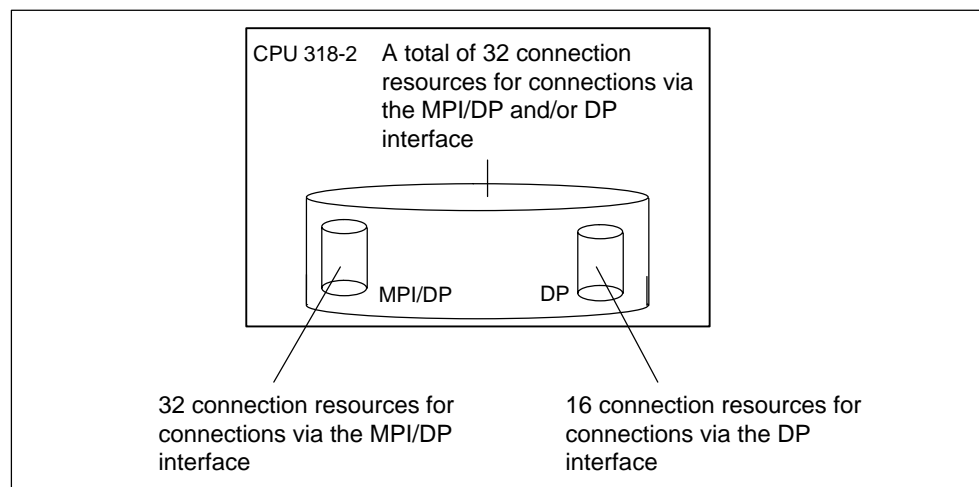 CPU 318-2
A total of 32 connection
resources for connections via
the MPI/DP and/or DP
interface
MPI/DP
DP
32 connection resources for
connections via the MPI/DP
interface
16 connection resources for
connections via the DP
interface